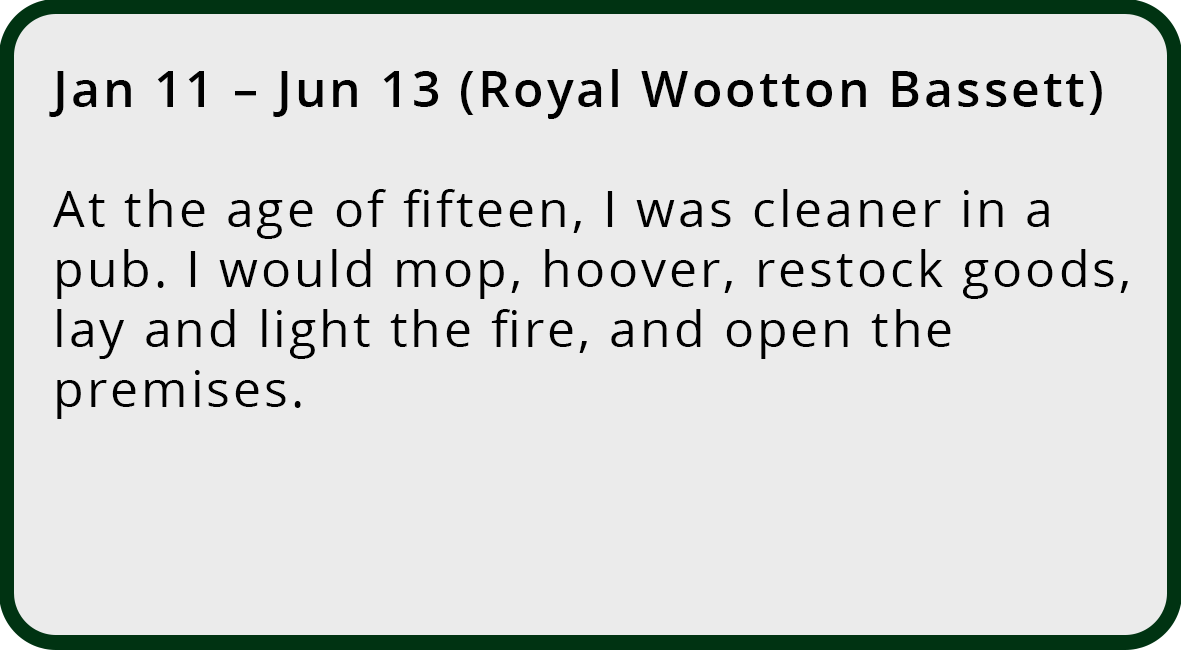 Jan 11 – Jun 13 (Royal Wootton Bassett)
At the age of fifteen, I was cleaner in a
pub. I would mop, hoover, restock goods,
lay and light the fire, and open the
premises.